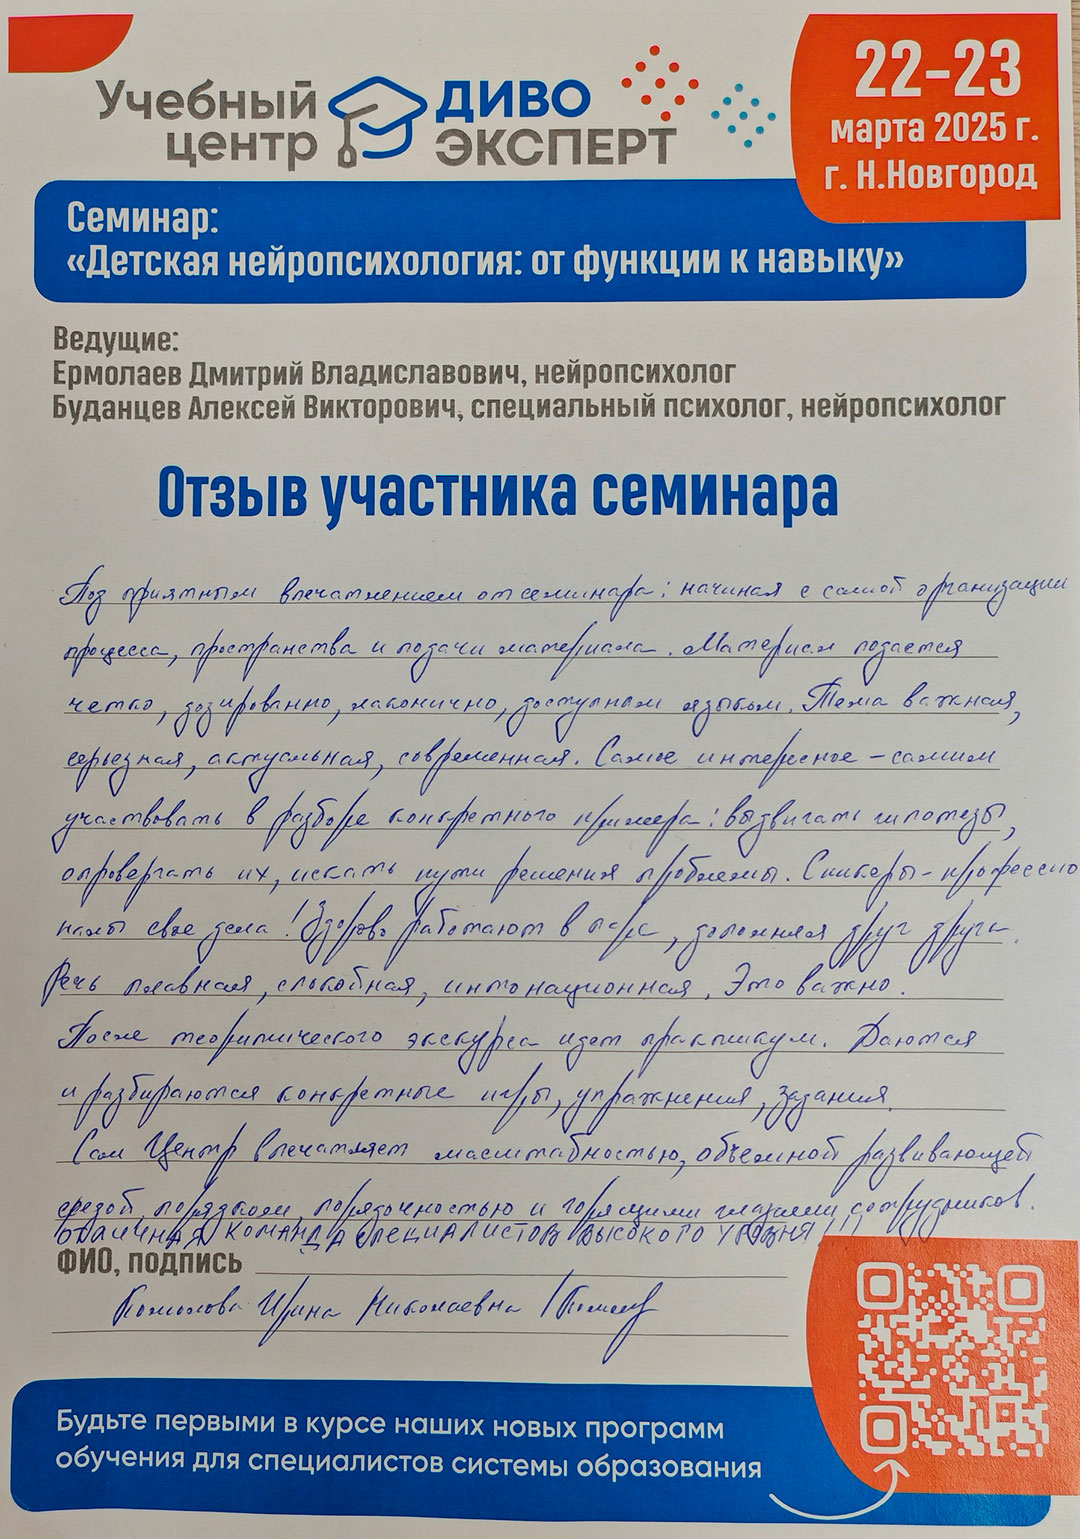 Учебный центр ДИВО ЭКСПЕРТ
22-23
марта 2025 г.
г. Н.Новгород
Семинар:
«Детская нейропсихология: от функции к навыку»
Ведущие:
Ермолаев Дмитрий Владиславович, нейропсихолог
Буданцев Алексей Викторович, специальный психолог, нейропсихолог
Отзыв участника семинара
Под приятным впечатлением от семинара: начиная с самой организации
процесса, пространства и подачи материала. Материал подается
четко, дозированно, лаконично, доступным языком. Тема важная,
серьезная, актуальная, современная. Самое интересное – самим
участвовать в разборе конкретного примера: выдвигать гипотезы,
опровергать их, искать пути решения проблемы. Спикеры – професси
налы свое дела! Здорово работают в паре, дополняя друг друга.
Речь плавная, спокойная, интонационная. Это важно.
После теоритического экскурса идет практикум. Даются
и разбираются конкретные игры, упражнения, задания.
Сам Центр впечатляет масштабностью, объемной развивающей
средой, порядком, порядочностью и горящими глазами сотрудников.
ОТЛИЧНАЯ КОМАНДА СПЕЦИАЛИСТОВ ВЫСОКОГО УРОВНЯ!!!
ФИО, подпись
Ирина Николаевна
Будьте первыми в курсе наших новых программ
обучения для специалистов системы образования